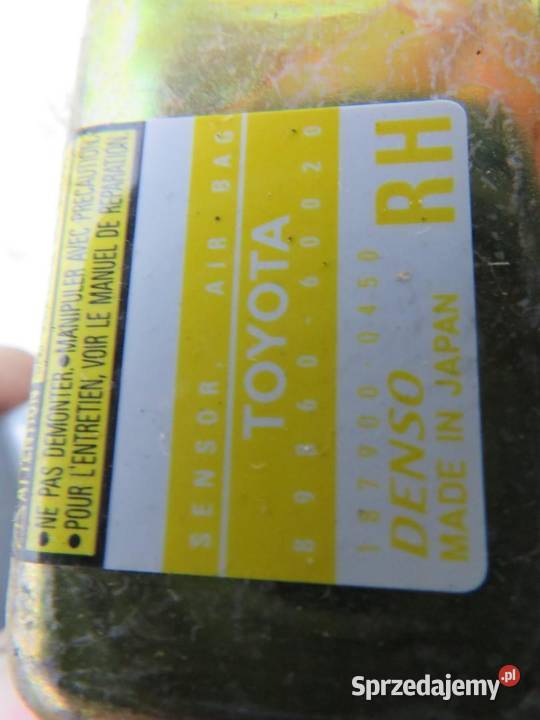 ATTENTION
•NE PAS DEMONTER.•MANIPULER AVEC PRECAUTION.
•POUR L'ENTRETIEN, VOIR LE MANUEL DE REPARATION
SENSOR, AIR BAG
TOYOTA
89860-60020
187900-0450
RH
DENSO
MADE IN JAPAN
Sprzedajemy.pl